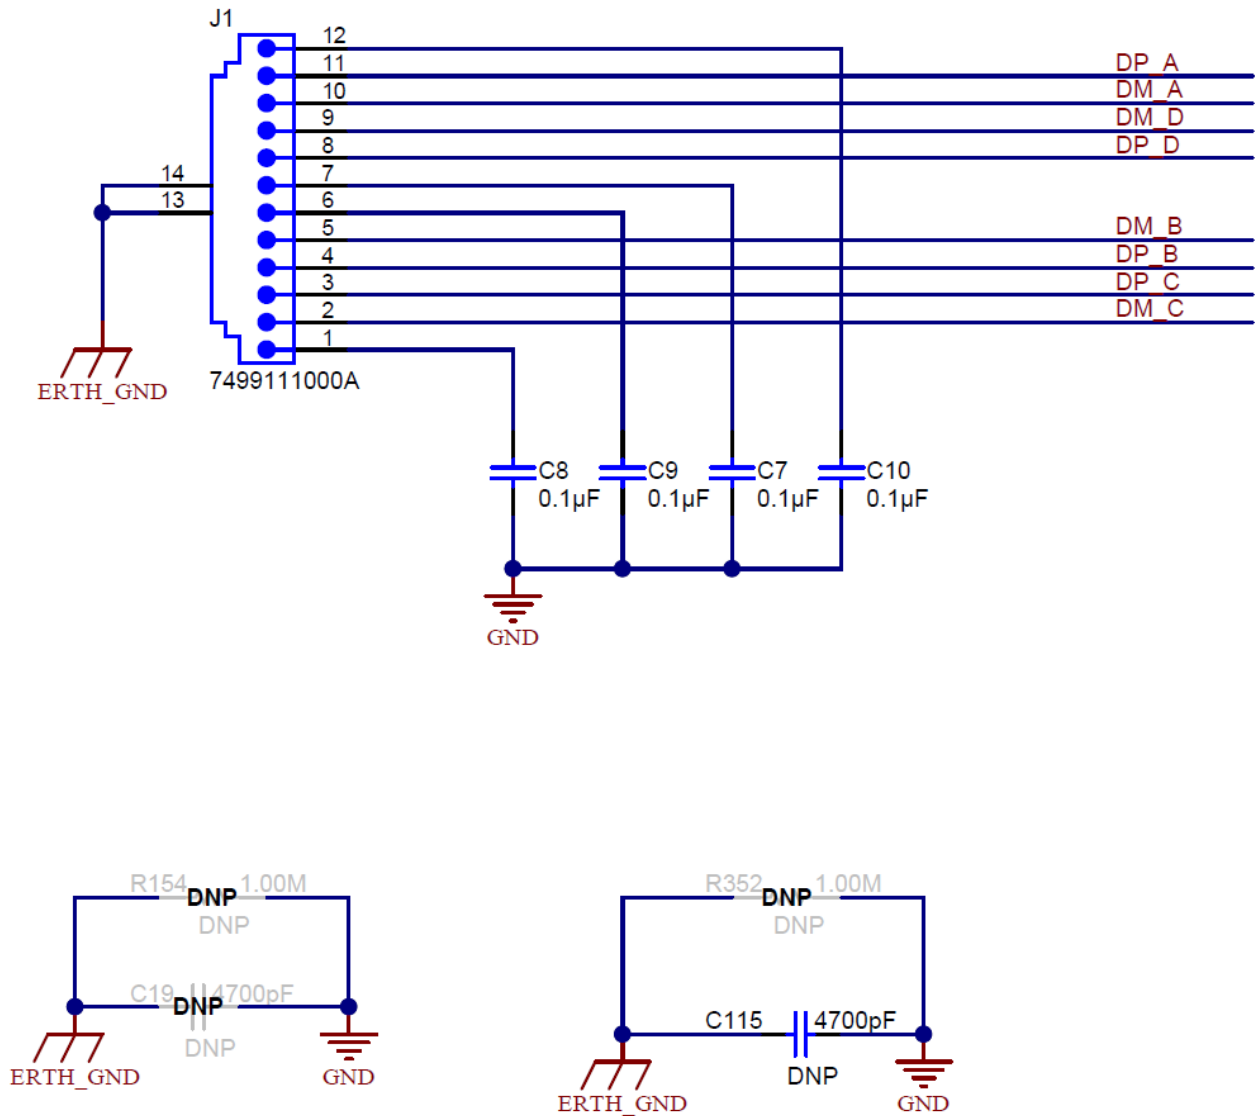 J1
12
11
10
9
8
7
6
5
4
3
2
1
14
13
DP_A
DM_A
DM_D
DP_D
DM_B
DP_B
DP_C
DM_C
ERTH_GND
7499111000A
C8
0.1µF
C9
0.1µF
C7
0.1µF
C10
0.1µF
GND
R154 DNP 1.00M
DNP
C19 DNP 4700pF
DNP
ERTH_GND
GND
R352 DNP 1.00M
DNP
C115 4700pF
DNP
ERTH_GND
GND